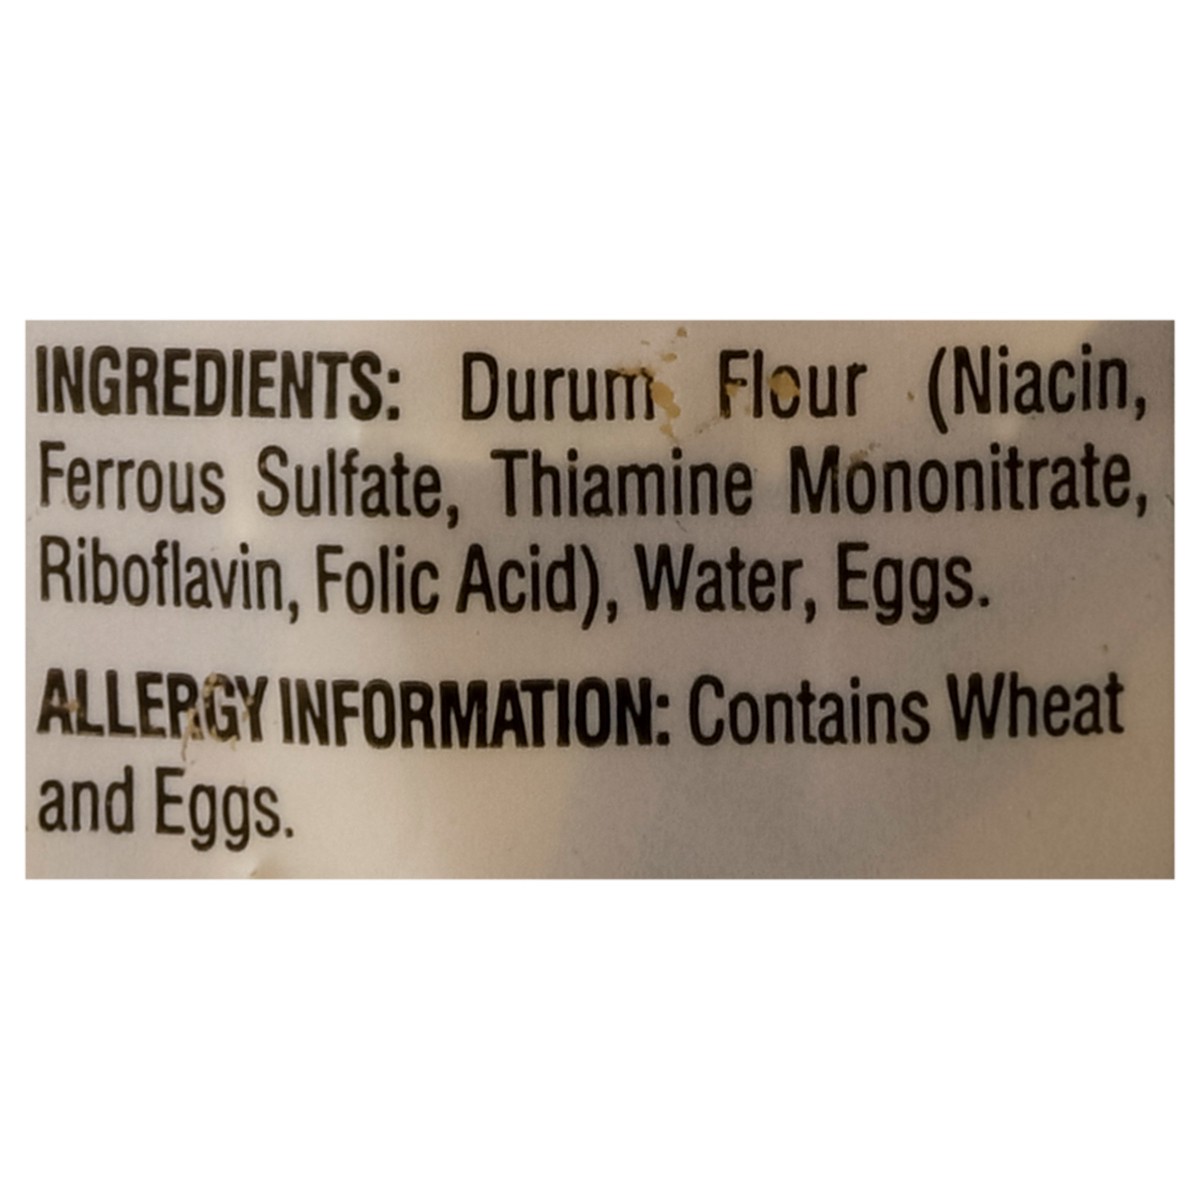 INGREDIENTS: Durum Flour (Niacin,
Ferrous Sulfate, Thiamine Mononitrate,
Riboflavin, Folic Acid), Water, Eggs.
ALLERGY INFORMATION: Contains Wheat
and Eggs.